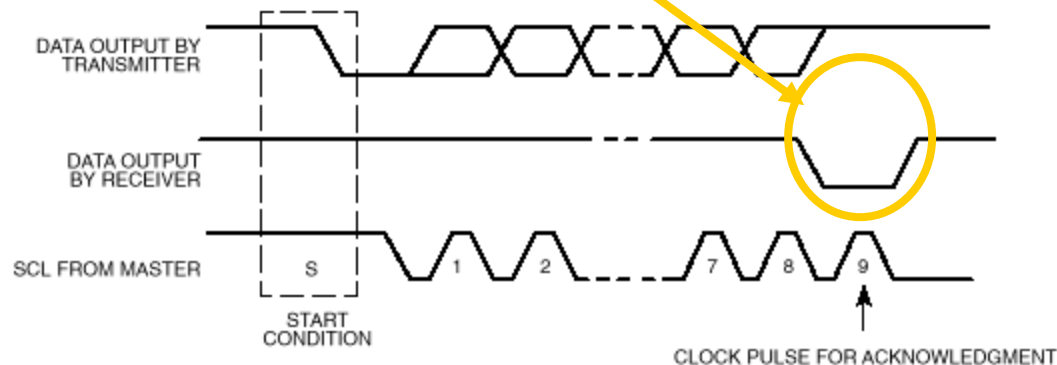 DATA OUTPUT BY
TRANSMITTER
DATA OUTPUT
BY RECEIVER
SCL FROM MASTER
S
1
2
7
8
9
START
CONDITION
CLOCK PULSE FOR ACKNOWLEDGMENT